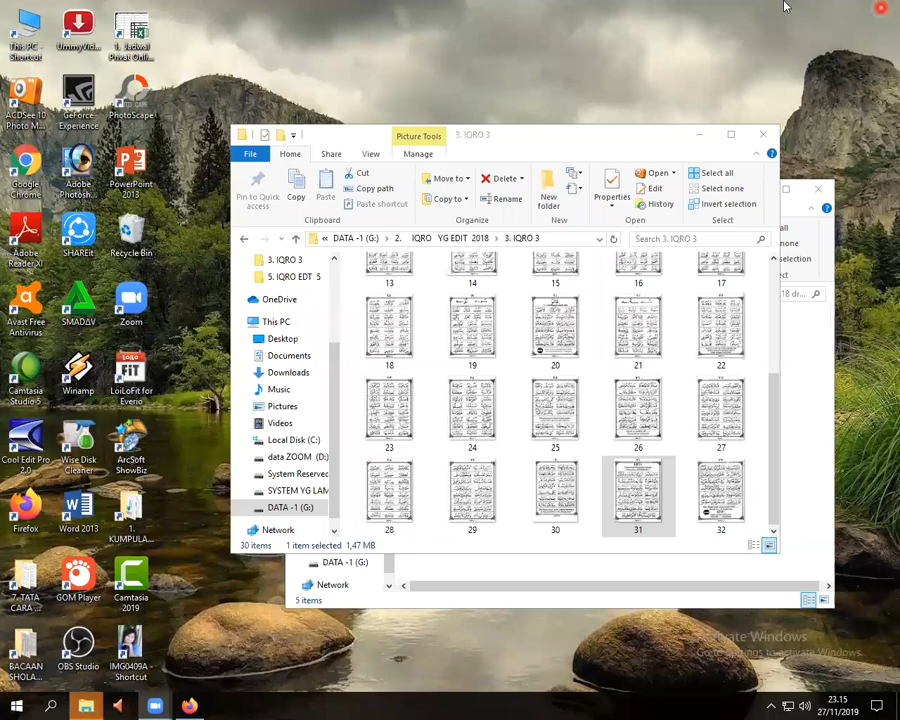 This PC - Shortcut
UmmyVid...
1. Jadwal Privat Onli...
ACDSee 10 Photo M...
GeForce Experience
PhotoScape
Google Chrome
Adobe Photosh...
PowerPoint 2013
Adobe Reader XI
SHAREit
Recycle Bin
Avast Free Antivirus
SMADΔV
Zoom
Camtasia Studio 5
Winamp
LoiLoFit for Everio
Cool Edit Pro 2.0
Wise Disk Cleaner
ArcSoft ShowBiz
Firefox
Word 2013
1. KUMPULA...
7. TATA CARA ...
GOM Player
Camtasia 2019
BACAAN SHOLA...
OBS Studio
IMG0409A - Shortcut
Picture Tools
3. IQRO 3
File
Home
Share
View
Manage
Pin to Quick access
Copy
Paste
Cut
Copy path
Paste shortcut
Clipboard
Move to
Copy to
Delete
Rename
Organize
New folder
New
Properties
Open
Edit
History
Open
Select all
Select none
Invert selection
Select
« DATA -1 (G:) › 2. IQRO YG EDIT 2018 › 3. IQRO 3
Search 3. IQRO 3
3. IQRO 3
5. IQRO EDT 5
OneDrive
This PC
Desktop
Documents
Downloads
Music
Pictures
Videos
Local Disk (C:)
data ZOOM (D:)
System Reserved
SYSTEM YG LAM
DATA -1 (G:)
Network
13 14 15 16 17
18 19 20 21 22
23 24 25 26 27
28 29 30 31 32
30 items 1 item selected 1,47 MB
all
none
selection
18 dr...
DATA -1 (G:)
Network
5 items
Activate Windows
Go to Settings to activate Windows.
23.15
27/11/2019